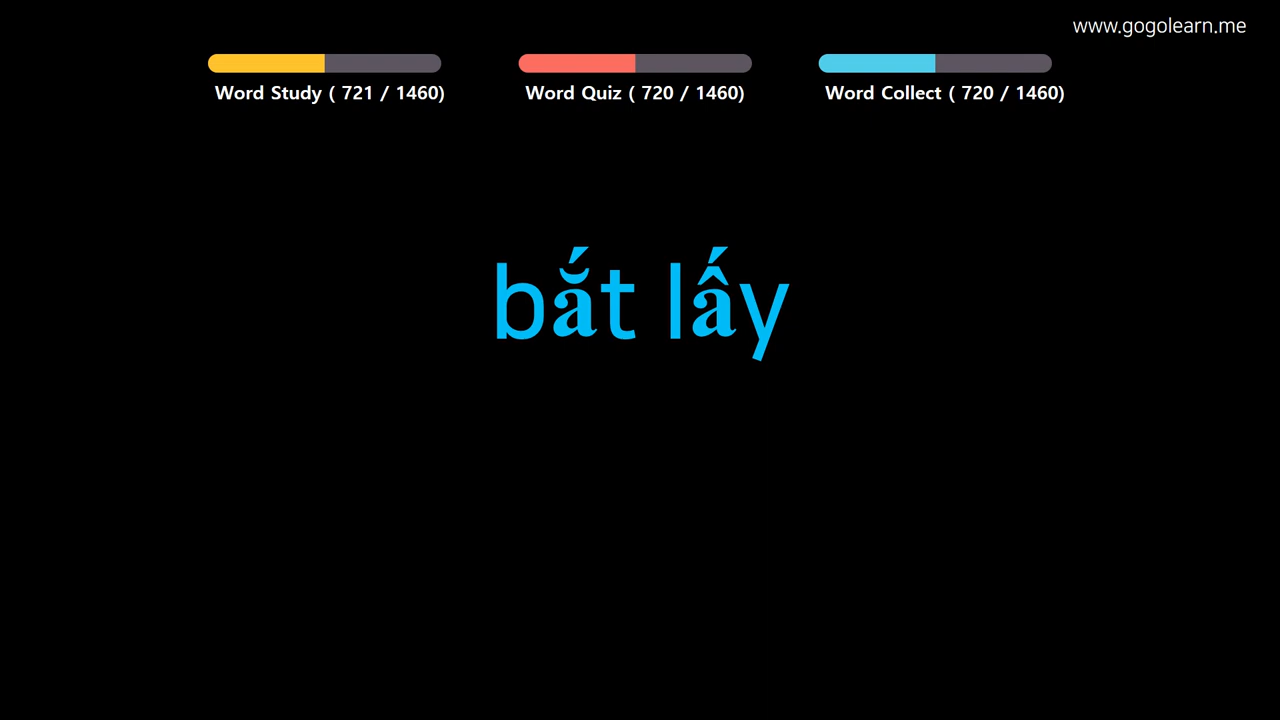 www.gogolearn.me
Word Study ( 721 / 1460)
Word Quiz ( 720 / 1460)
Word Collect ( 720 / 1460)
bắt lấy